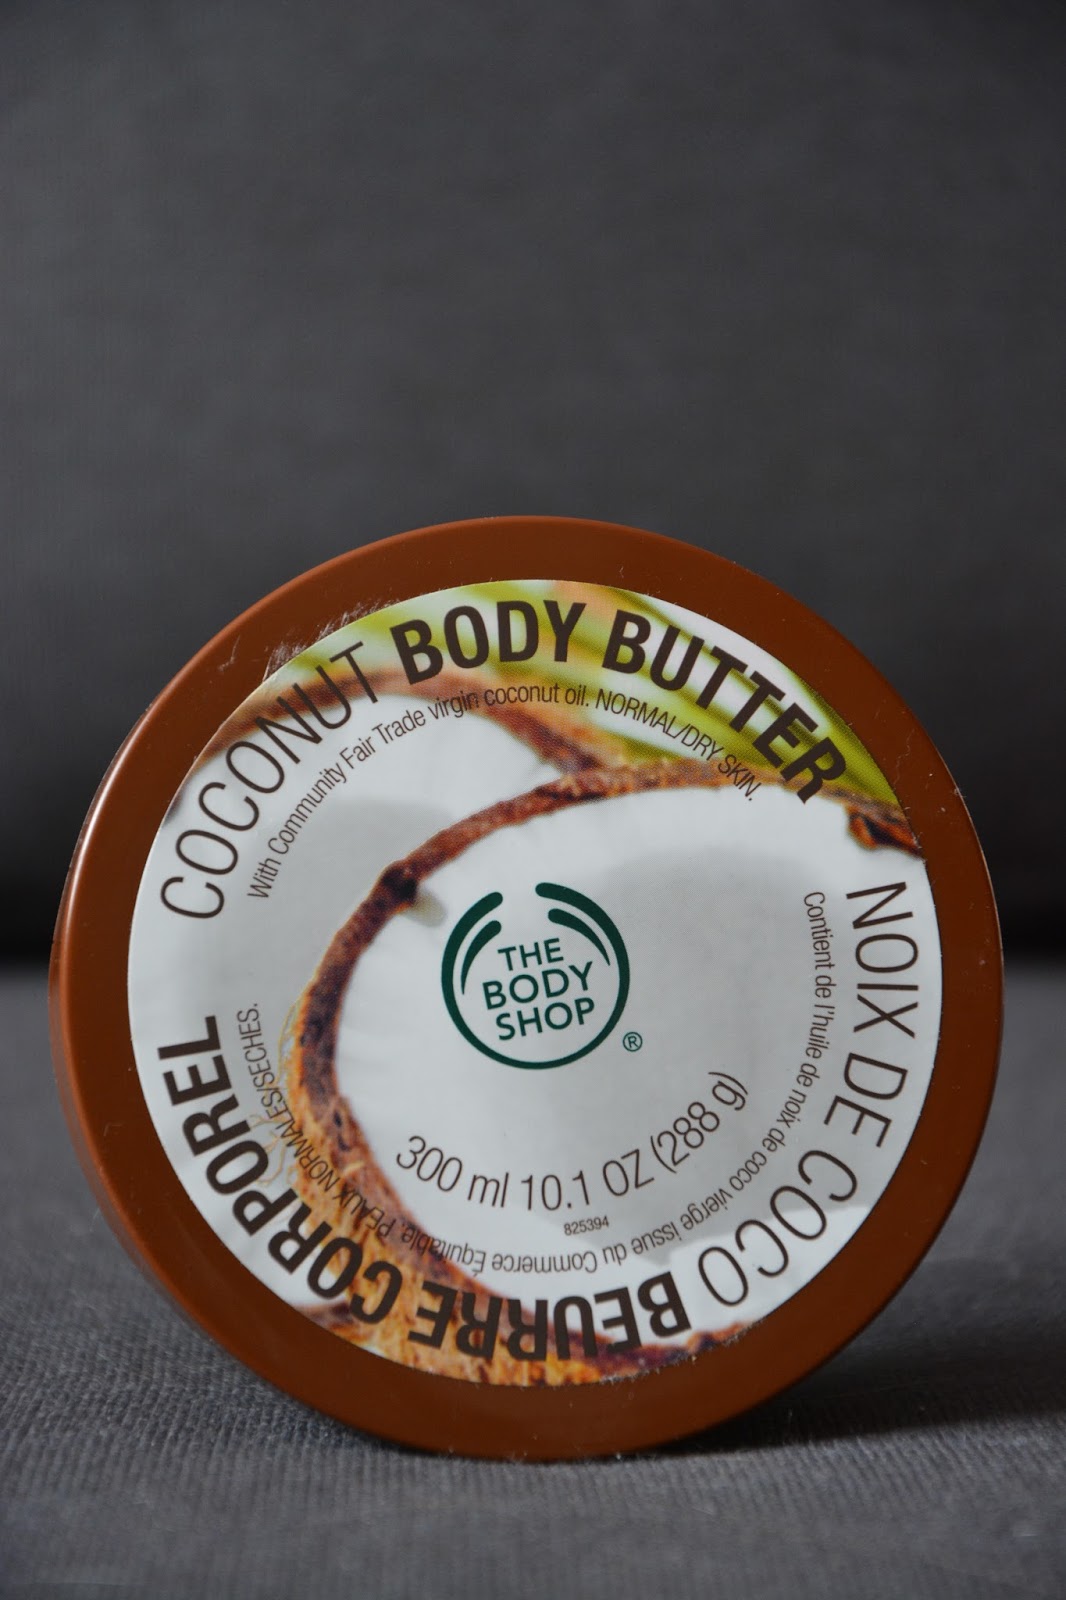 COCONUT BODY BUTTER
With Community Fair Trade virgin coconut oil. NORMAL/DRY SKIN.
NOIX DE COCO BEURRE CORPOREL
Contient de l'huile de noix de coco vierge issue du Commerce Équitable. PEAUX NORMALES/SECHES.
THE
BODY
SHOP
®
300 ml 10.1 OZ (288 g)
825394